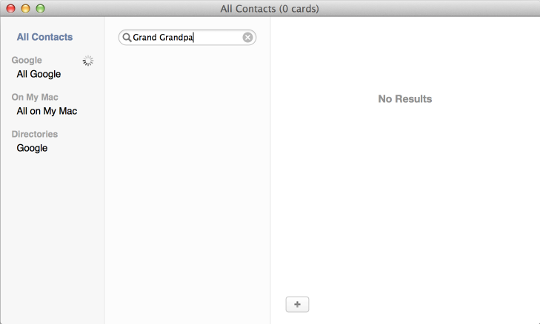 All Contacts (0 cards)
All Contacts
Google
All Google
On My Mac
All on My Mac
Directories
Google
Grand Grandpa
No Results
+